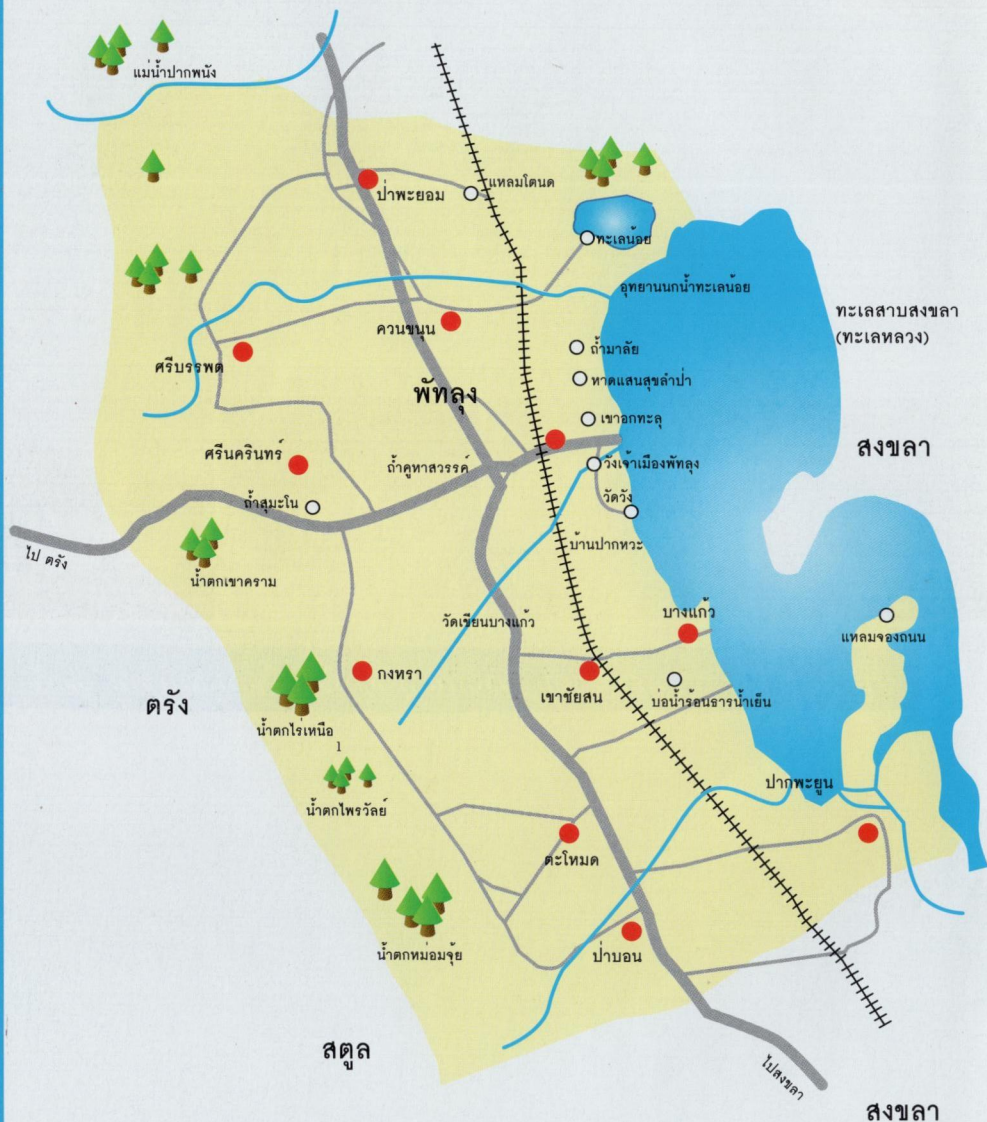 แม่น้ำปากพนัง
ป่าพะยอม
แหลมโตนด
ทะเลน้อย
อุทยานนกน้ำทะเลน้อย
ทะเลสาบสงขลา
(ทะเลหลวง)
ควนขนุน
ถ้ำมาลัย
ศรีบรรพต
หาดแสนสุขลำปำ
พัทลุง
เขาอกทะลุ
สงขลา
ศรีนครินทร์
ถ้ำคูหาสวรรค์
วังเจ้าเมืองพัทลุง
ถ้ำสุมะโน
วัดวัง
ไป ตรัง
บ้านปากหวะ
น้ำตกเขาคราม
วัดเขียนบางแก้ว
บางแก้ว
แหลมจองถนน
กงหรา
เขาชัยสน
บ่อน้ำร้อนธารน้ำเย็น
ตรัง
น้ำตกไร่เหนือ
1
ปากพะยูน
น้ำตกไพรวัลย์
ตะโหมด
น้ำตกหม่อมจุ้ย
ป่าบอน
สตูล
ไปสงขลา
สงขลา